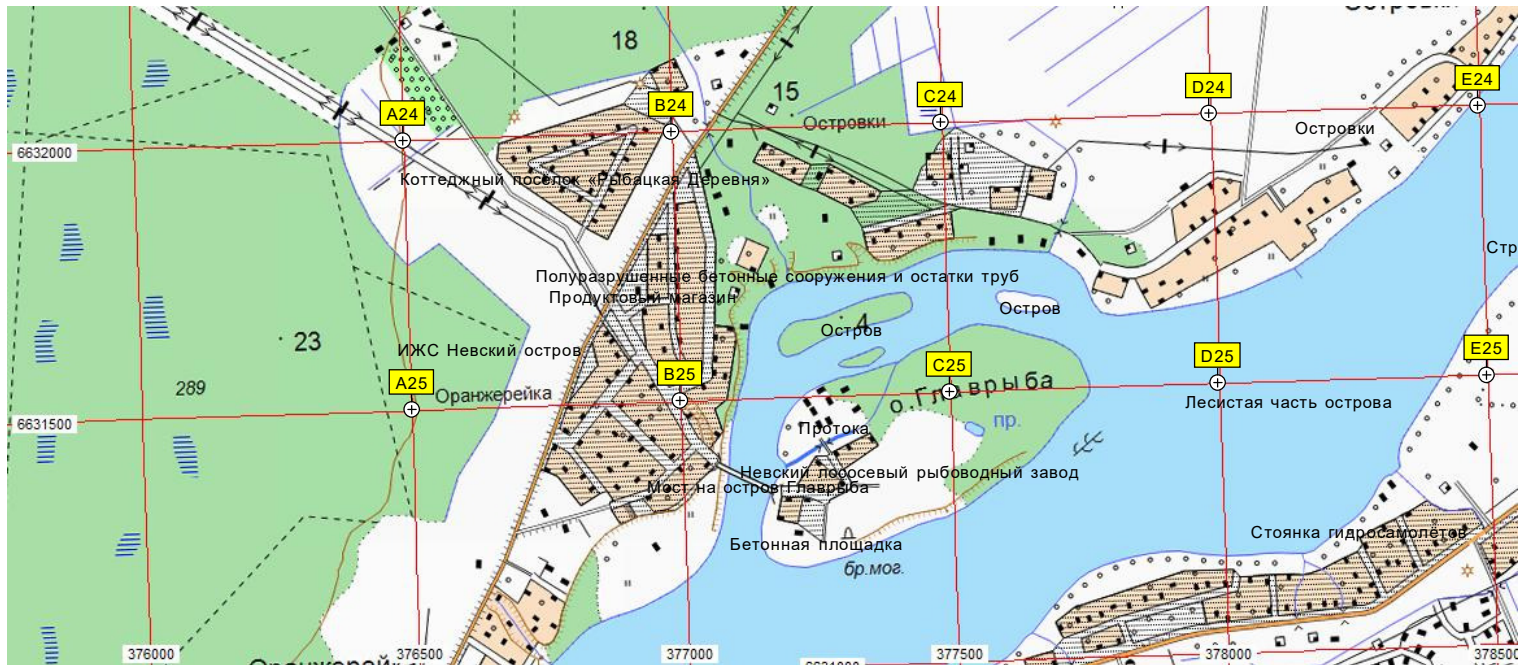 18
A24
B24
15
C24
D24
E24
Островки
Островки
6632000
Коттеджный посёлок «Рыбацкая Деревня»
Стр
Полуразрушенные бетонные сооружения и остатки труб
Продуктовый магазин
Остров
4
Остров
23
ИЖС Невский остров
289
A25
Оранжерейка
B25
C25
D25
E25
о.Главрыба
Лесистая часть острова
6631500
Протока
пр.
Невский лососевый рыбоводный завод
Мост на остров Главрыба
Бетонная площадка
бр.мог.
Стоянка гидросамолётов
376000
376500
377000
377500
378000
378500